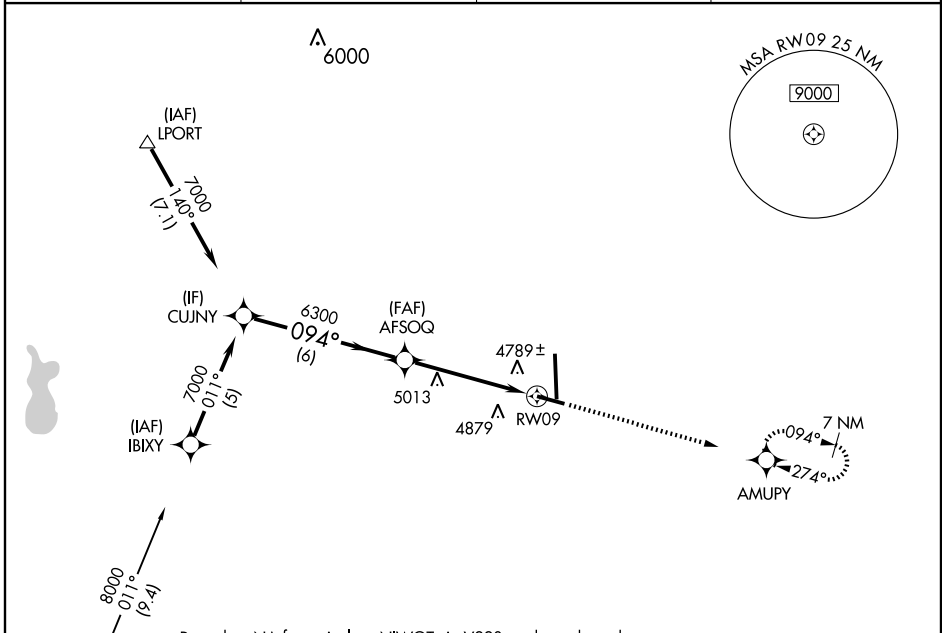 6000
MSA RW09 25 NM
9000
(IAF)
LPORT
7000
140°
(7.1)
(IF)
CUJNY
6300
094°
(6)
(FAF)
AFSOQ
7000
011°
(5)
5013
4789±
4879
RW09
(IAF)
IBIXY
094°
7 NM
274°
AMUPY
8000
011°
(9.4)